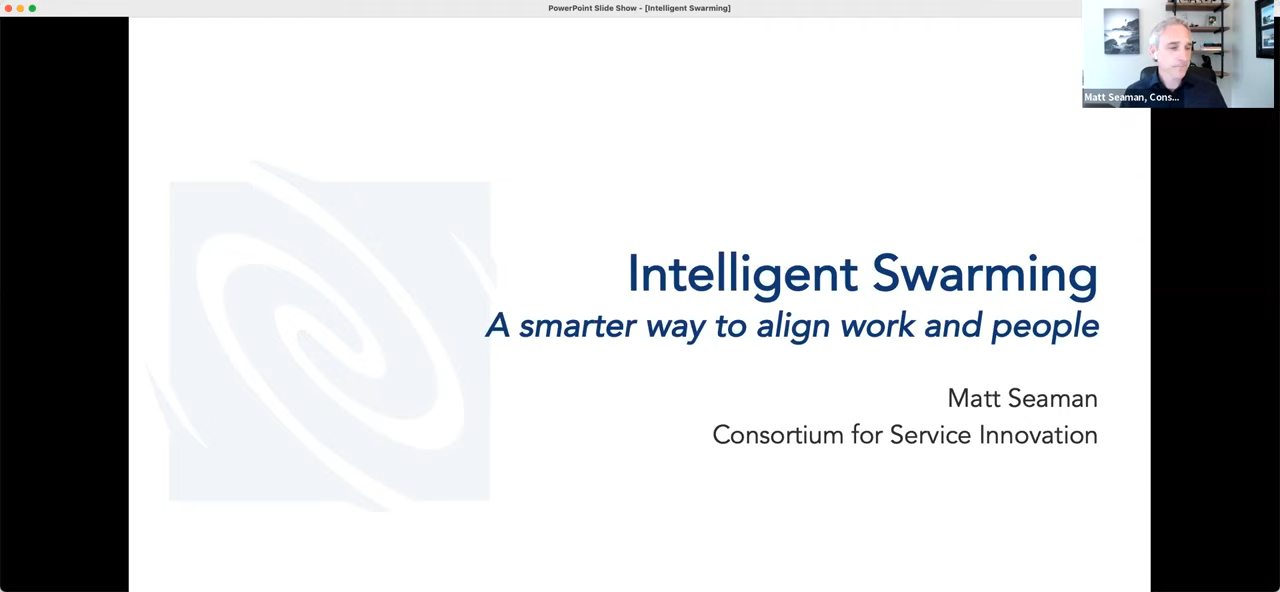 PowerPoint Slide Show - [Intelligent Swarming]
Matt Seaman, Cons...
Intelligent Swarming
A smarter way to align work and people
Matt Seaman
Consortium for Service Innovation